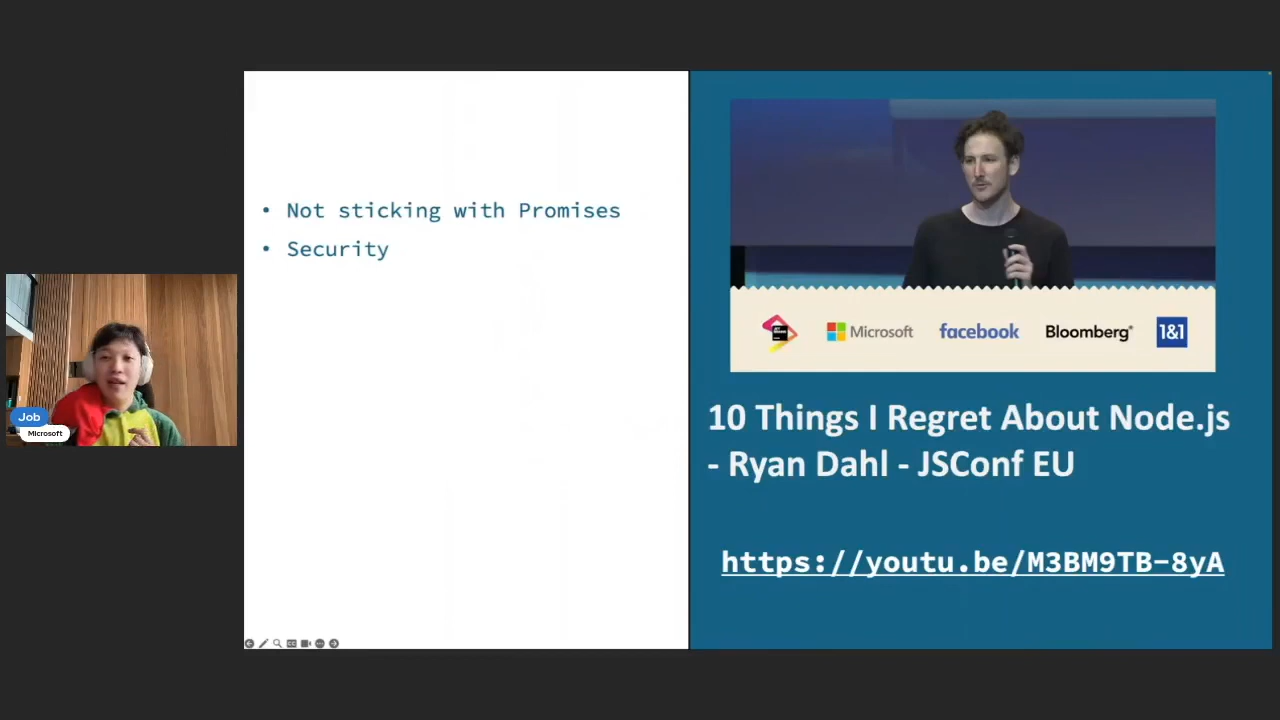 • Not sticking with Promises
• Security
Job
Microsoft
Microsoft
facebook
Bloomberg®
1&1
10 Things I Regret About Node.js
- Ryan Dahl - JSConf EU
https://youtu.be/M3BM9TB-8yA